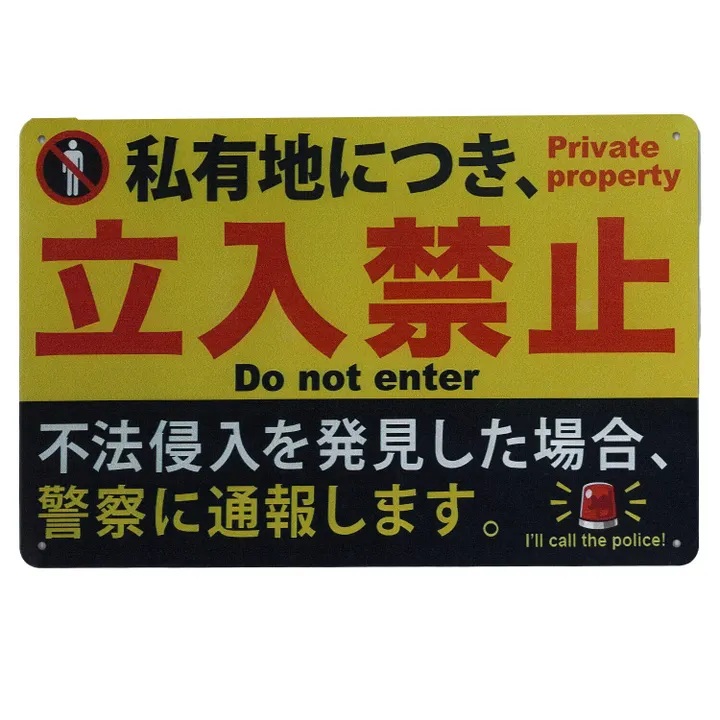 私有地につき、
Private
property
立入禁止
Do not enter
不法侵入を発見した場合、
警察に通報します。
I'll call the police!